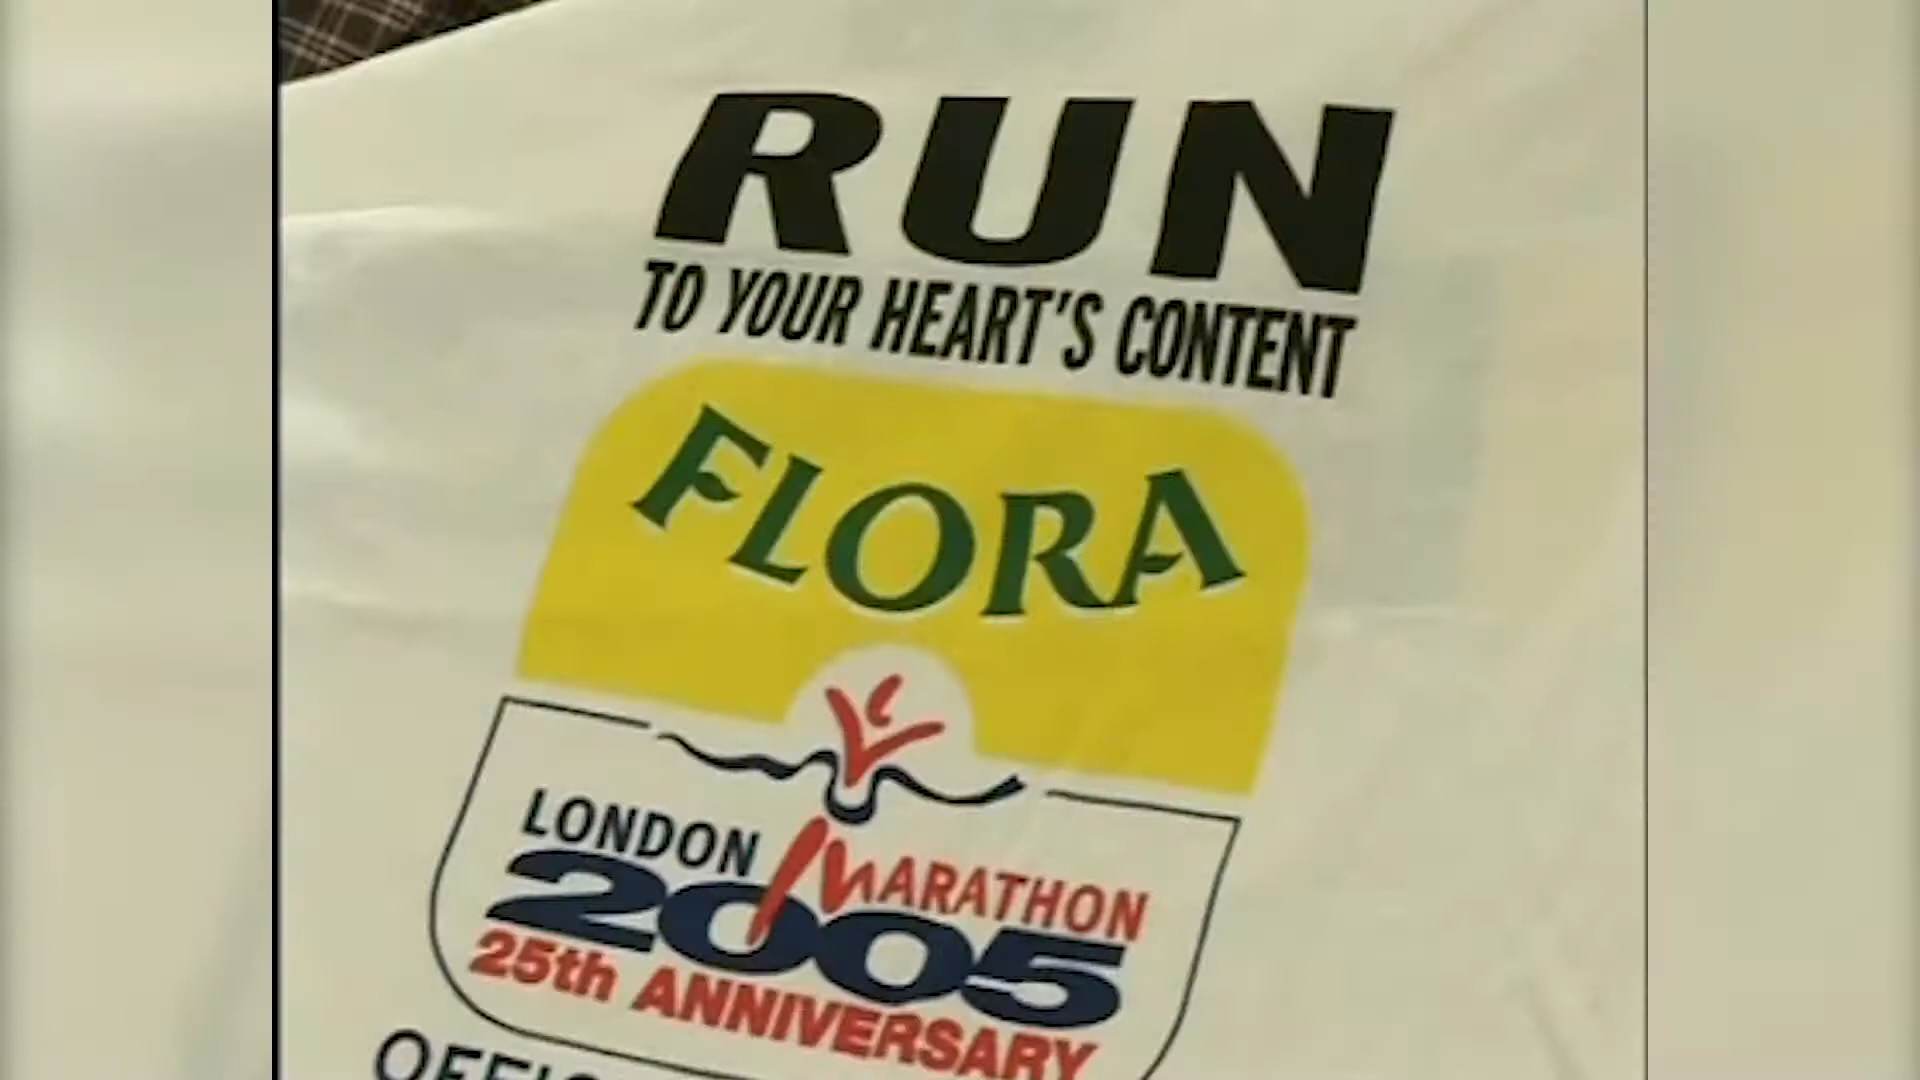 RUN
TO YOUR HEART'S CONTENT
FLORA
LONDON MARATHON
2005
25th ANNIVERSARY